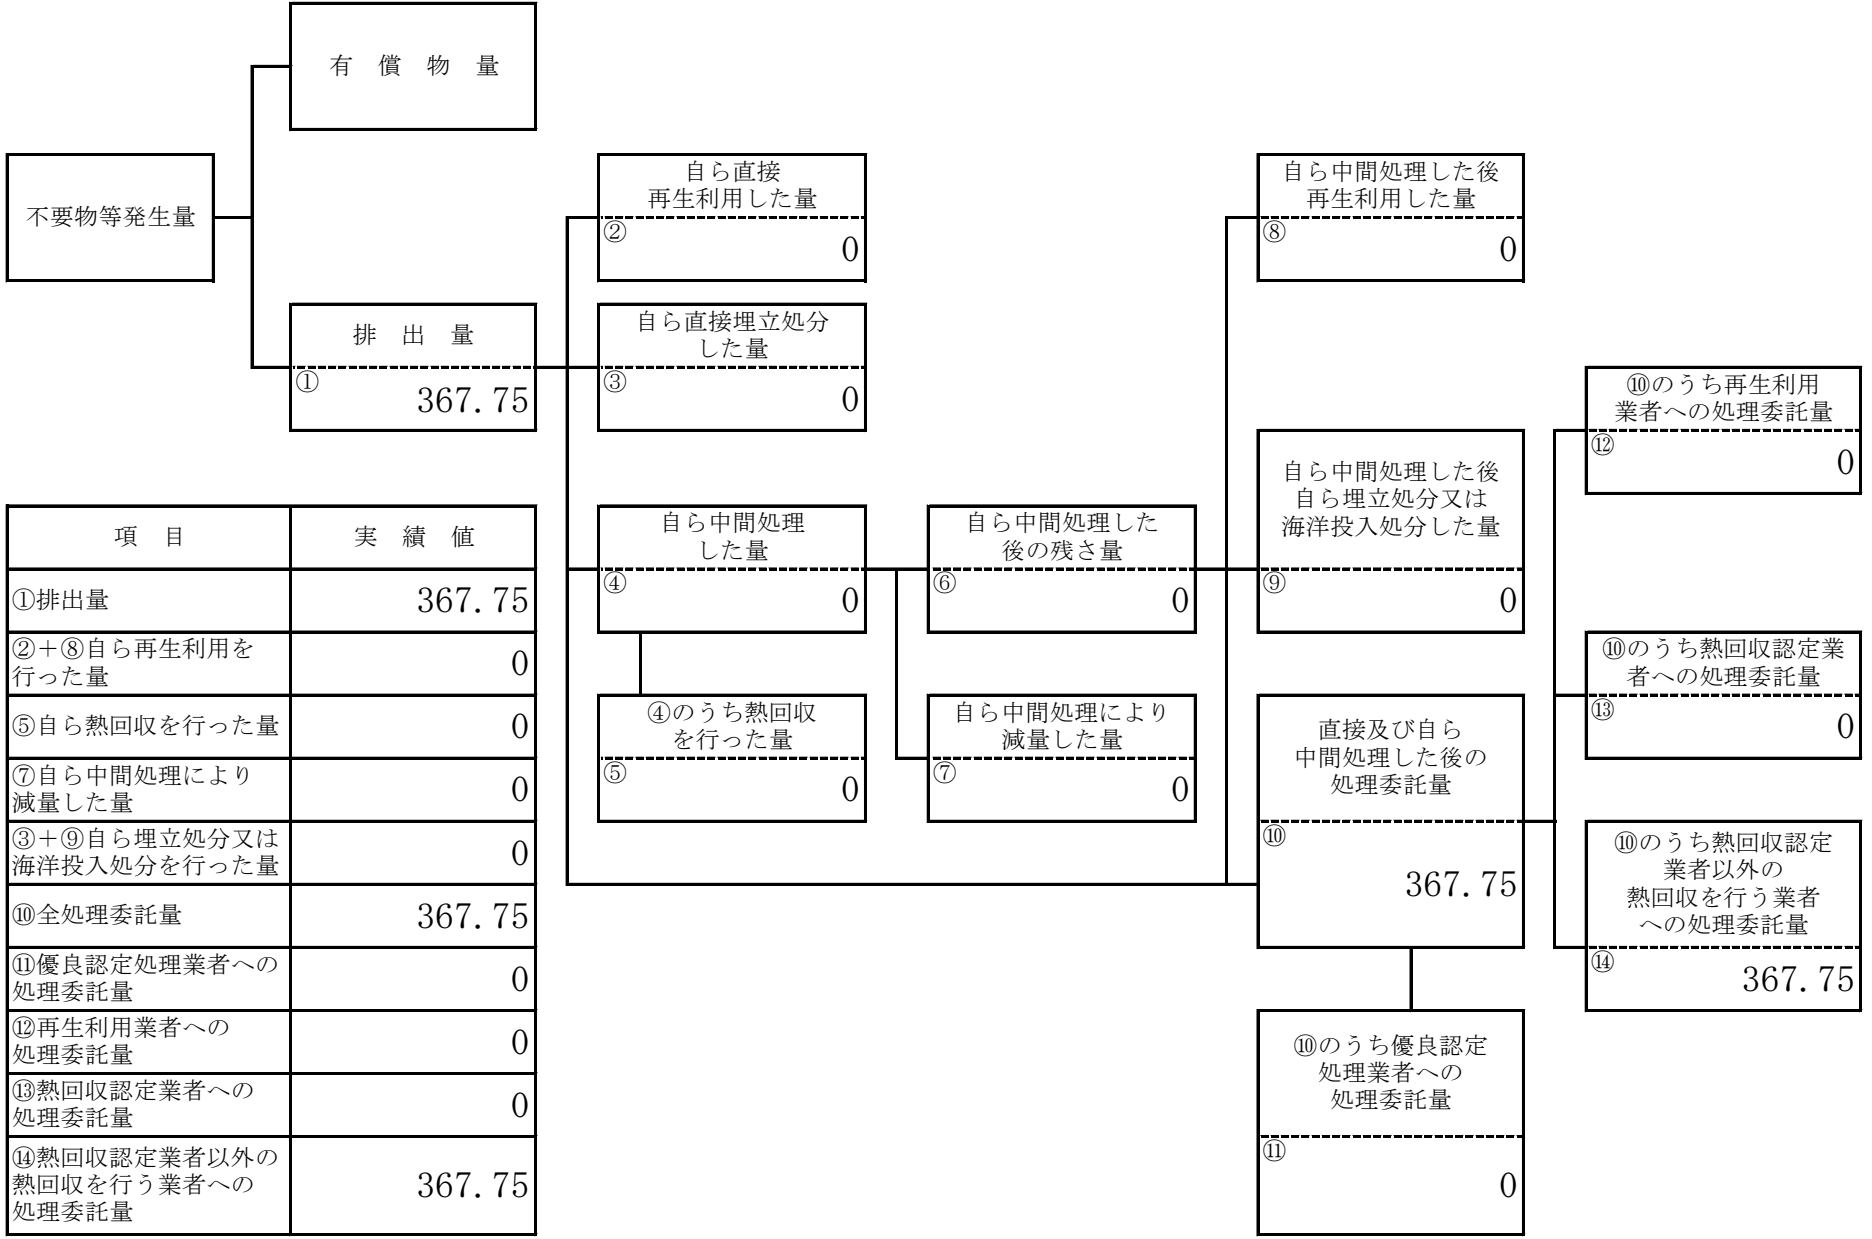 有 償 物 量
不要物等発生量
排 出 量
①
367.75
自ら直接
再生利用した量
②
0
自ら直接埋立処分
した量
③
0
自ら中間処理
した量
④
0
④のうち熱回収
を行った量
⑤
0
自ら中間処理した
後の残さ量
⑥
0
自ら中間処理により
減量した量
⑦
0
自ら中間処理した後
再生利用した量
⑧
0
自ら中間処理した後
自ら埋立処分又は
海洋投入処分した量
⑨
0
直接及び自ら
中間処理した後の
処理委託量
⑩
367.75
⑩のうち優良認定
処理業者への
処理委託量
⑪
0
⑩のうち再生利用
業者への処理委託量
⑫
0
⑩のうち熱回収認定業
者への処理委託量
⑬
0
⑩のうち熱回収認定
業者以外の
熱回収を行う業者
への処理委託量
⑭
367.75
項 目
実 績 値
①排出量
367.75
②＋⑧自ら再生利用を
行った量
0
⑤自ら熱回収を行った量
0
⑦自ら中間処理により
減量した量
0
③＋⑨自ら埋立処分又は
海洋投入処分を行った量
0
⑩全処理委託量
367.75
⑪優良認定処理業者への
処理委託量
0
⑫再生利用業者への
処理委託量
0
⑬熱回収認定業者への
処理委託量
0
⑭熱回収認定業者以外の
熱回収を行う業者への
処理委託量
367.75